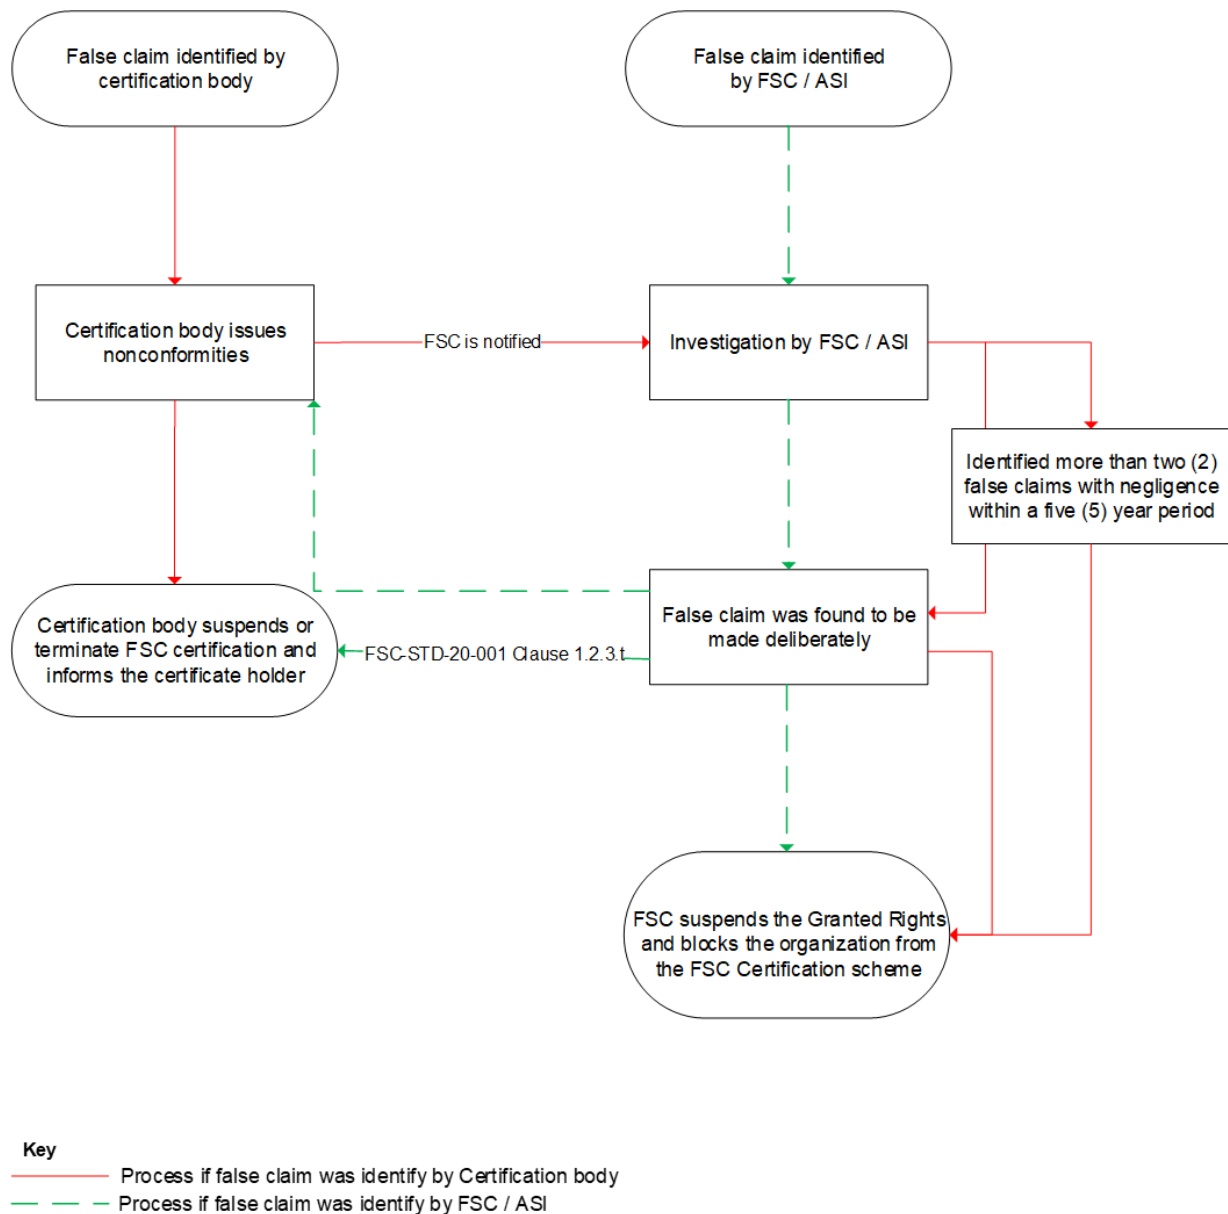 False claim identified by
certification body
False claim identified
by FSC / ASI
Certification body issues
nonconformities
FSC is notified
Investigation by FSC / ASI
Identified more than two (2)
false claims with negligence
within a five (5) year period
False claim was found to be
made deliberately
Certification body suspends or
terminate FSC certification and
informs the certificate holder
FSC-STD-20-001 Clause 1.2.3.t
FSC suspends the Granted Rights
and blocks the organization from
the FSC Certification scheme
Key
Process if false claim was identify by Certification body
Process if false claim was identify by FSC / ASI